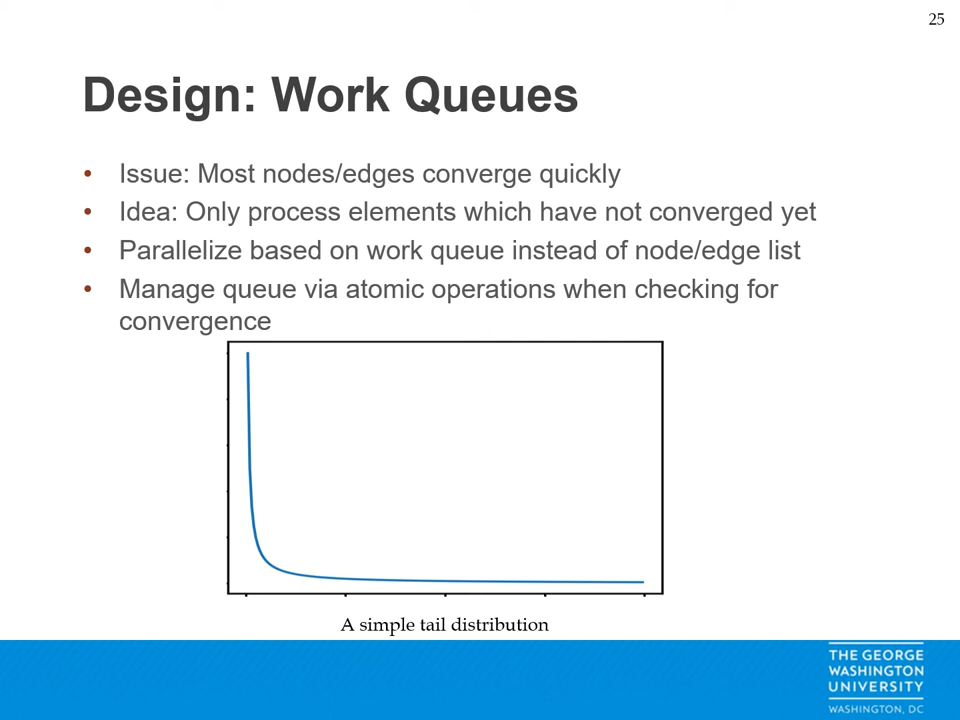 25
Design: Work Queues
• Issue: Most nodes/edges converge quickly
• Idea: Only process elements which have not converged yet
• Parallelize based on work queue instead of node/edge list
• Manage queue via atomic operations when checking for
convergence
A simple tail distribution
THE GEORGE
WASHINGTON
UNIVERSITY
WASHINGTON, DC